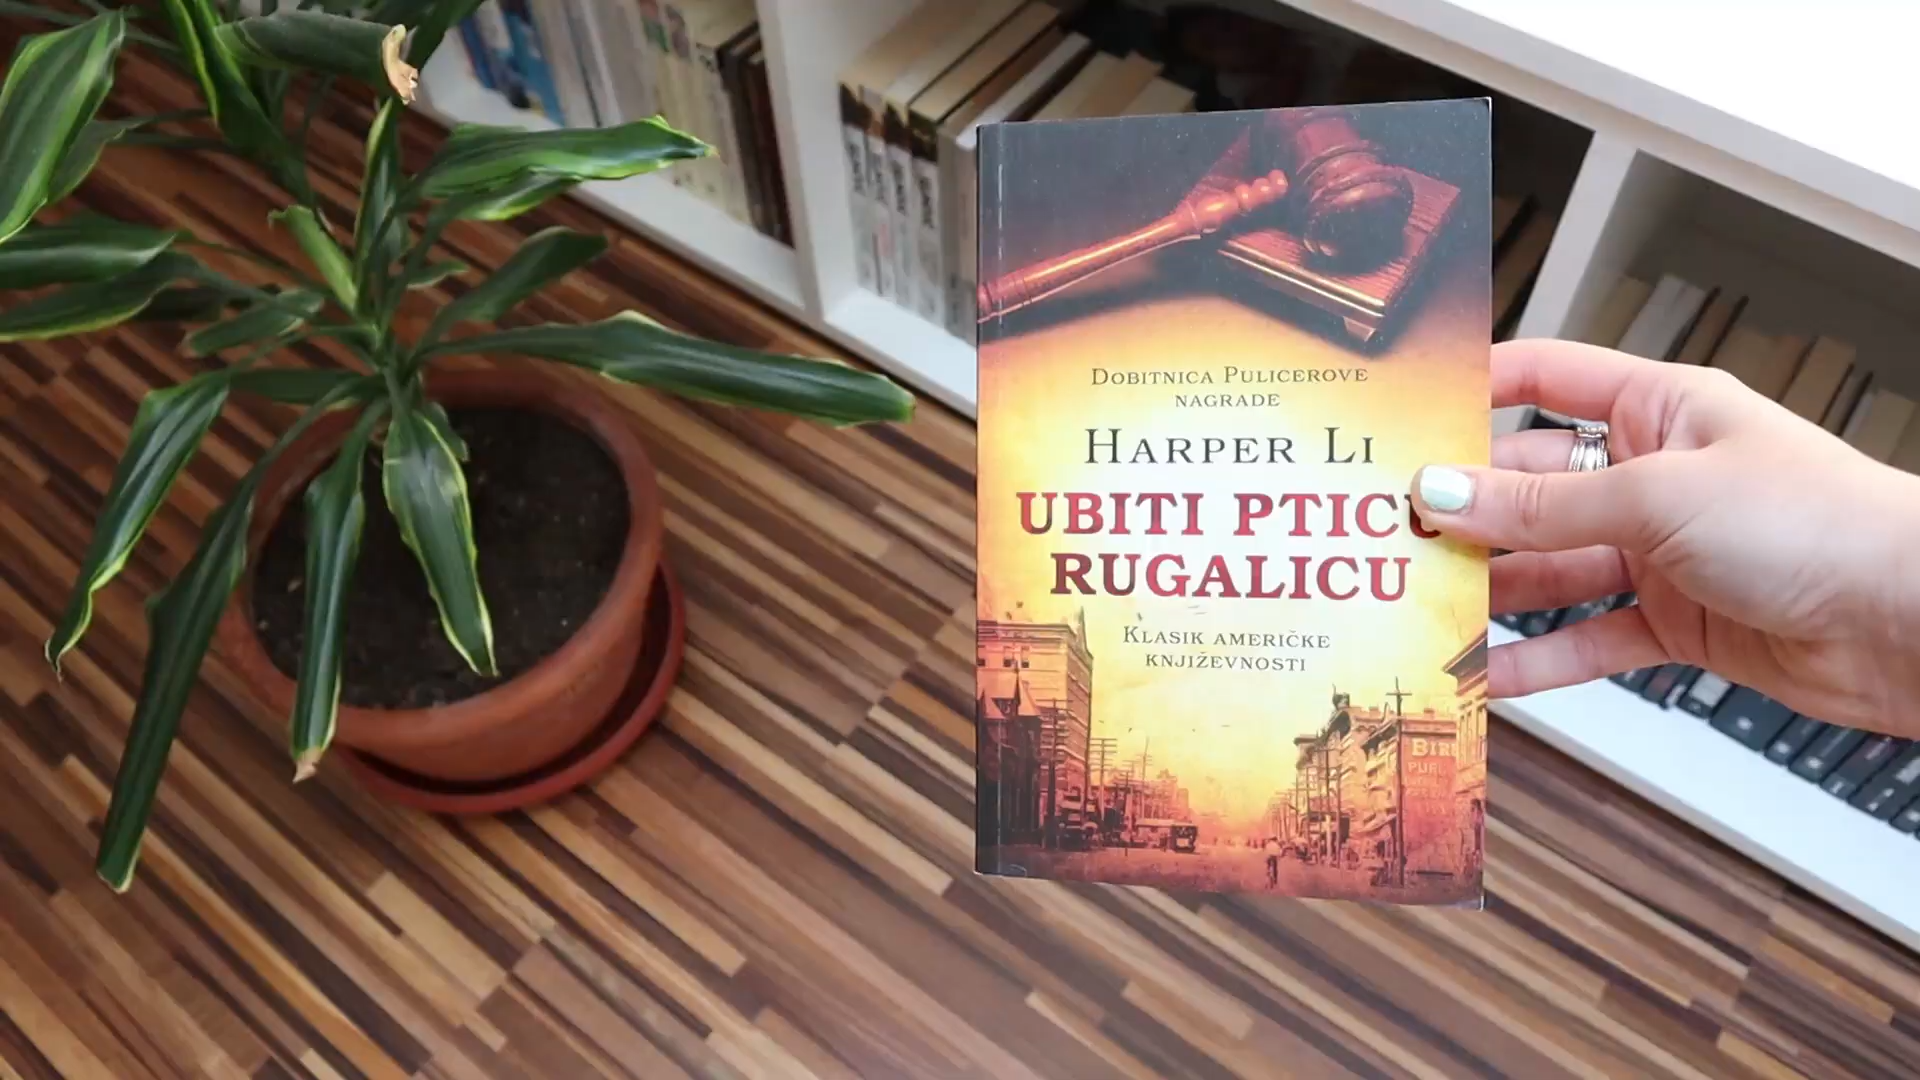 DOBITNICA PULICEROVE
NAGRADE
HARPER LI
UBITI PTICU
RUGALICU
KLASIK AMERIČKE
KNJIŽEVNOSTI